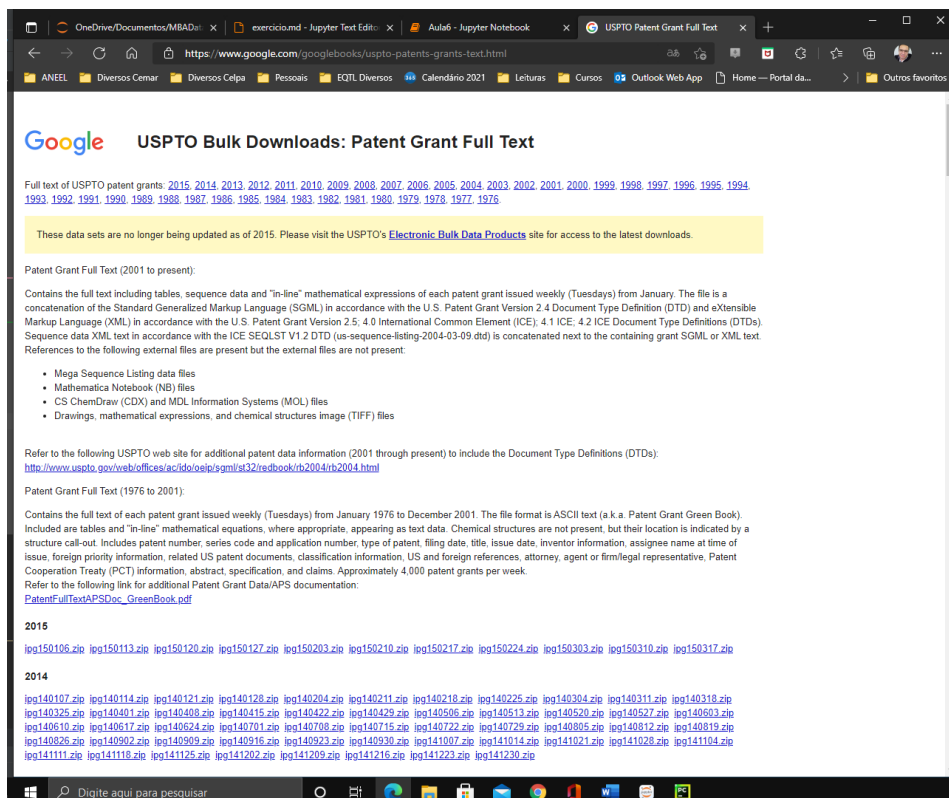 OneDrive/Documentos/MBADat
exercicio.md - Jupyter Text Edito
Aula6 - Jupyter Notebook
USPTO Patent Grant Full Text
https://www.google.com/googlebooks/uspto-patents-grants-text.html
ANEEL Diversos Cemar Diversos Celpa Pessoais EQTL Diversos Calendário 2021 Leituras Cursos Outlook Web App Home — Portal da... Outros favoritos
Google USPTO Bulk Downloads: Patent Grant Full Text
Full text of USPTO patent grants: 2015, 2014, 2013, 2012, 2011, 2010, 2009, 2008, 2007, 2006, 2005, 2004, 2003, 2002, 2001, 2000, 1999, 1998, 1997, 1996, 1995, 1994,
1993, 1992, 1991, 1990, 1989, 1988, 1987, 1986, 1985, 1984, 1983, 1982, 1981, 1980, 1979, 1978, 1977, 1976.
These data sets are no longer being updated as of 2015. Please visit the USPTO's Electronic Bulk Data Products site for access to the latest downloads.
Patent Grant Full Text (2001 to present):
Contains the full text including tables, sequence data and "in-line" mathematical expressions of each patent grant issued weekly (Tuesdays) from January. The file is a
concatenation of the Standard Generalized Markup Language (SGML) in accordance with the U.S. Patent Grant Version 2.4 Document Type Definition (DTD) and eXtensible
Markup Language (XML) in accordance with the U.S. Patent Grant Version 2.5; 4.0 International Common Element (ICE); 4.1 ICE; 4.2 ICE Document Type Definitions (DTDs).
Sequence data XML text in accordance with the ICE SEQLST V1.2 DTD (us-sequence-listing-2004-03-09.dtd) is concatenated next to the containing grant SGML or XML text.
References to the following external files are present but the external files are not present:
• Mega Sequence Listing data files
• Mathematica Notebook (NB) files
• CS ChemDraw (CDX) and MDL Information Systems (MOL) files
• Drawings, mathematical expressions, and chemical structures image (TIFF) files
Refer to the following USPTO web site for additional patent data information (2001 through present) to include the Document Type Definitions (DTDs):
http://www.uspto.gov/web/offices/ac/ido/oeip/sgml/st32/redbook/rb2004/rb2004.html
Patent Grant Full Text (1976 to 2001):
Contains the full text of each patent grant issued weekly (Tuesdays) from January 1976 to December 2001. The file format is ASCII text (a.k.a. Patent Grant Green Book).
Included are tables and "in-line" mathematical equations, where appropriate, appearing as text data. Chemical structures are not present, but their location is indicated by a
structure call-out. Includes patent number, series code and application number, type of patent, filing date, title, issue date, inventor information, assignee name at time of
issue, foreign priority information, related US patent documents, classification information, US and foreign references, attorney, agent or firm/legal representative, Patent
Cooperation Treaty (PCT) information, abstract, specification, and claims. Approximately 4,000 patent grants per week.
Refer to the following link for additional Patent Grant Data/APS documentation:
PatentFullTextAPSDoc_GreenBook.pdf
2015
ipg150106.zip ipg150113.zip ipg150120.zip ipg150127.zip ipg150203.zip ipg150210.zip ipg150217.zip ipg150224.zip ipg150303.zip ipg150310.zip ipg150317.zip
2014
ipg140107.zip ipg140114.zip ipg140121.zip ipg140128.zip ipg140204.zip ipg140211.zip ipg140218.zip ipg140225.zip ipg140304.zip ipg140311.zip ipg140318.zip
ipg140325.zip ipg140401.zip ipg140408.zip ipg140415.zip ipg140422.zip ipg140429.zip ipg140506.zip ipg140513.zip ipg140520.zip ipg140527.zip ipg140603.zip
ipg140610.zip ipg140617.zip ipg140624.zip ipg140701.zip ipg140708.zip ipg140715.zip ipg140722.zip ipg140729.zip ipg140805.zip ipg140812.zip ipg140819.zip
ipg140826.zip ipg140902.zip ipg140909.zip ipg140916.zip ipg140923.zip ipg140930.zip ipg141007.zip ipg141014.zip ipg141021.zip ipg141028.zip ipg141104.zip
ipg141111.zip ipg141118.zip ipg141125.zip ipg141202.zip ipg141209.zip ipg141216.zip ipg141223.zip ipg141230.zip
Digite aqui para pesquisar